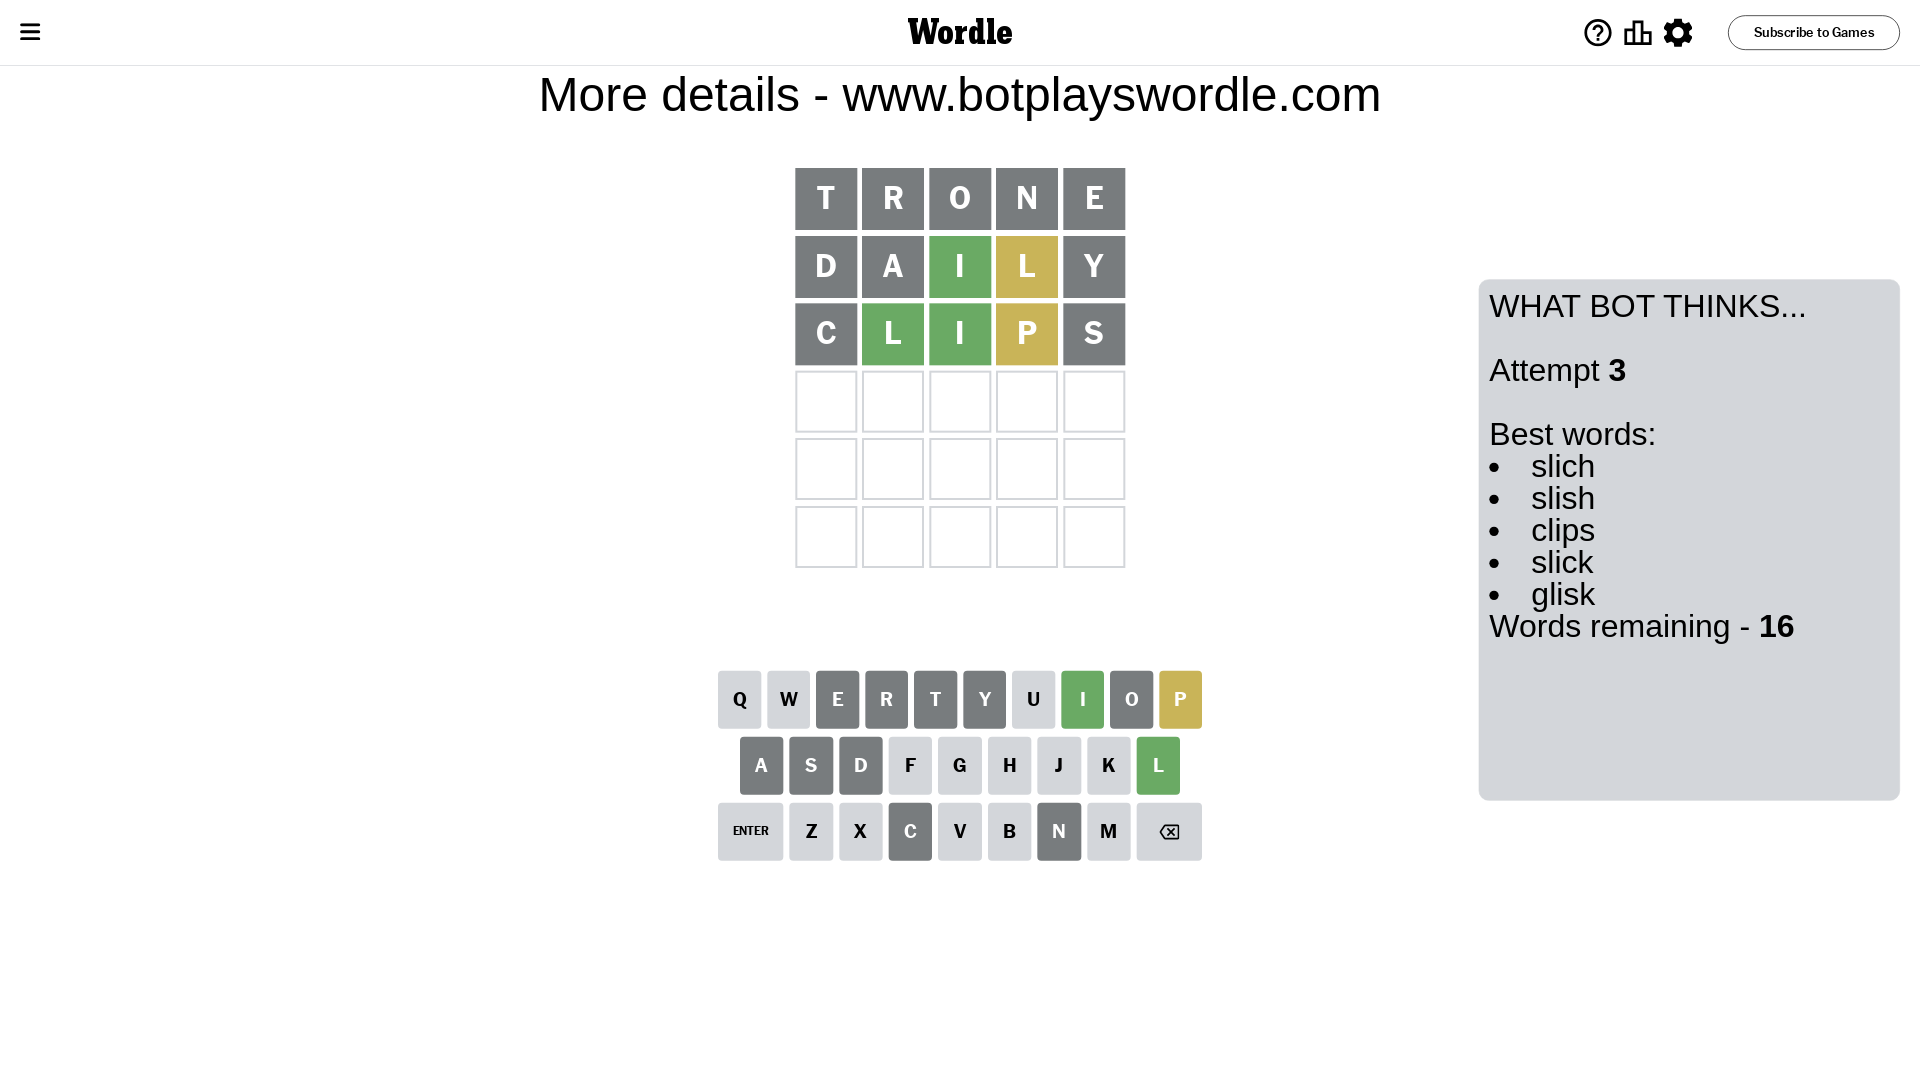 Wordle
Subscribe to Games
More details - www.botplayswordle.com
T R O N E
D A I L Y
C L I P S
WHAT BOT THINKS...
Attempt 3
Best words:
• slich
• slish
• clips
• slick
• glisk
Words remaining - 16
Q W E R T Y U I O P
A S D F G H J K L
ENTER Z X C V B N M